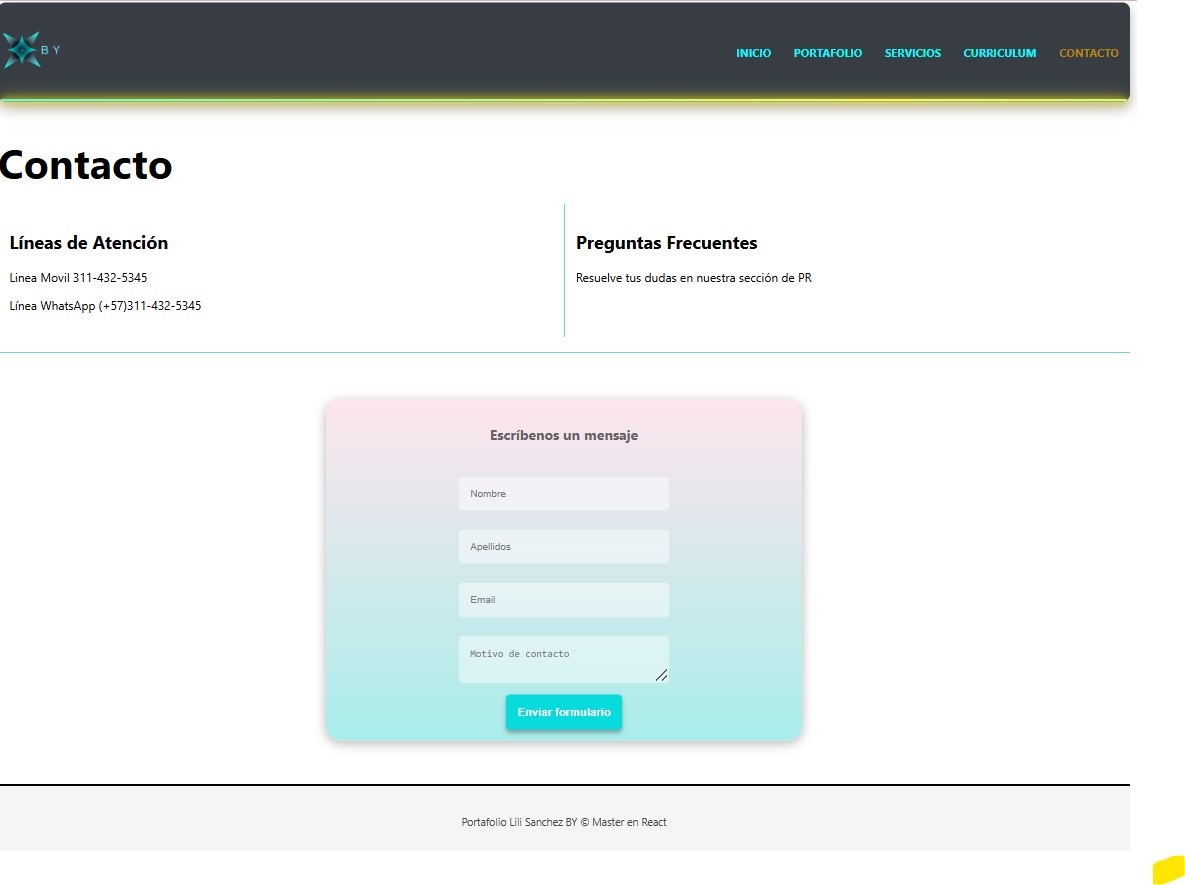 BY
INICIO PORTAFOLIO SERVICIOS CURRICULUM CONTACTO
Contacto
Líneas de Atención
Linea Movil 311-432-5345
Línea WhatsApp (+57)311-432-5345
Preguntas Frecuentes
Resuelve tus dudas en nuestra sección de PR
Escríbenos un mensaje
Nombre
Apellidos
Email
Motivo de contacto
Enviar formulario
Portafolio Lili Sanchez BY © Master en React